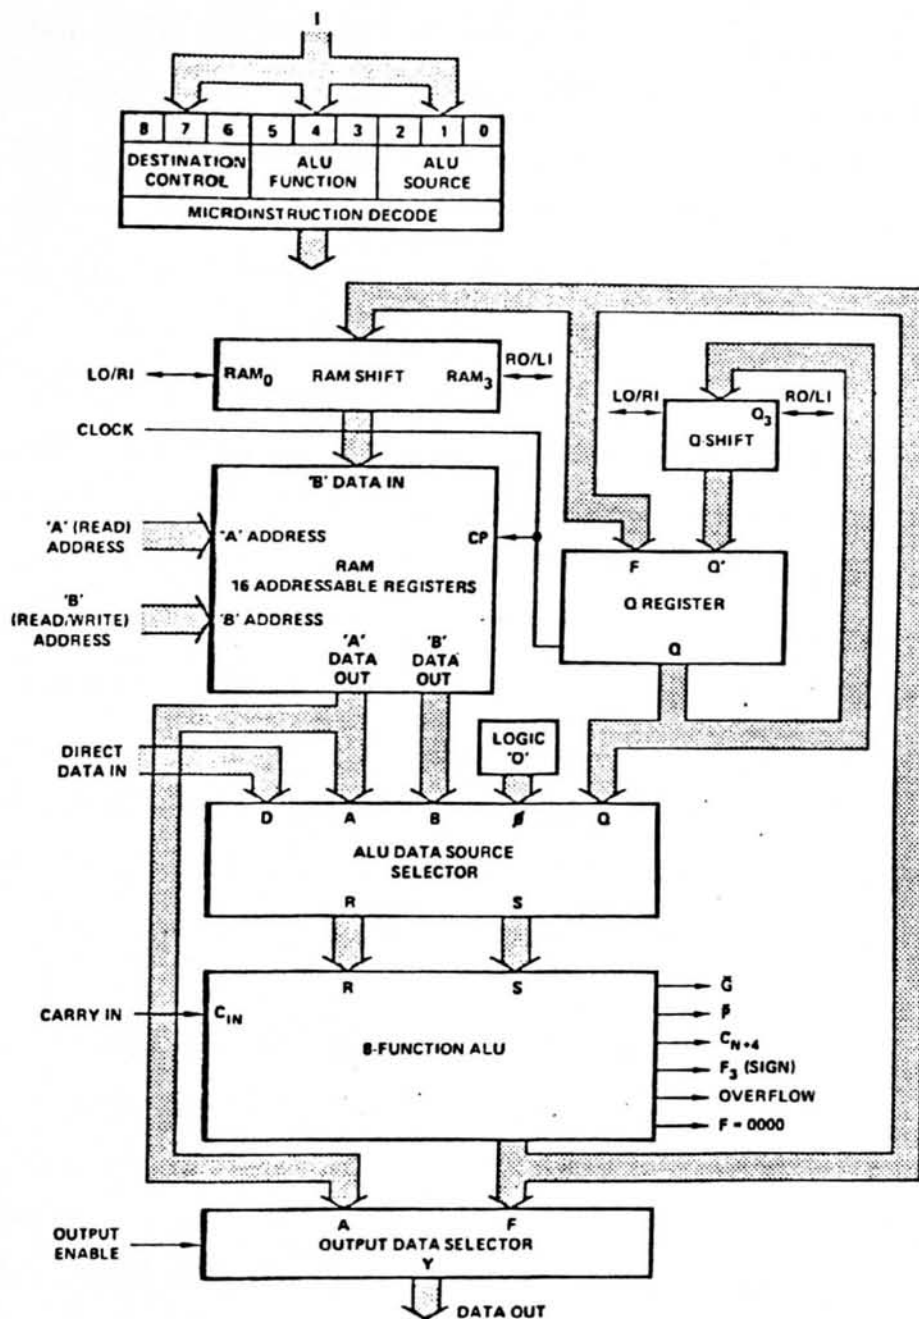 I
8 7 6 5 4 3 2 1 0
DESTINATION CONTROL
ALU FUNCTION
ALU SOURCE
MICROINSTRUCTION DECODE
LO/RI
RAM0
RAM SHIFT
RAM3
RO/LI
LO/RI
Q3
RO/LI
Q SHIFT
CLOCK
'B' DATA IN
'A' (READ)
ADDRESS
'A' ADDRESS
CP
RAM
16 ADDRESSABLE REGISTERS
'B'
(READ/WRITE)
ADDRESS
'B' ADDRESS
'A'
DATA
OUT
'B'
DATA
OUT
F
Q'
Q REGISTER
Q
DIRECT
DATA IN
LOGIC
'0'
D A B Ø Q
ALU DATA SOURCE
SELECTOR
R S
R S
CARRY IN
CIN
8-FUNCTION ALU
G̅
P̅
CN+4
F3 (SIGN)
OVERFLOW
F = 0000
A F
OUTPUT
ENABLE
OUTPUT DATA SELECTOR
Y
DATA OUT